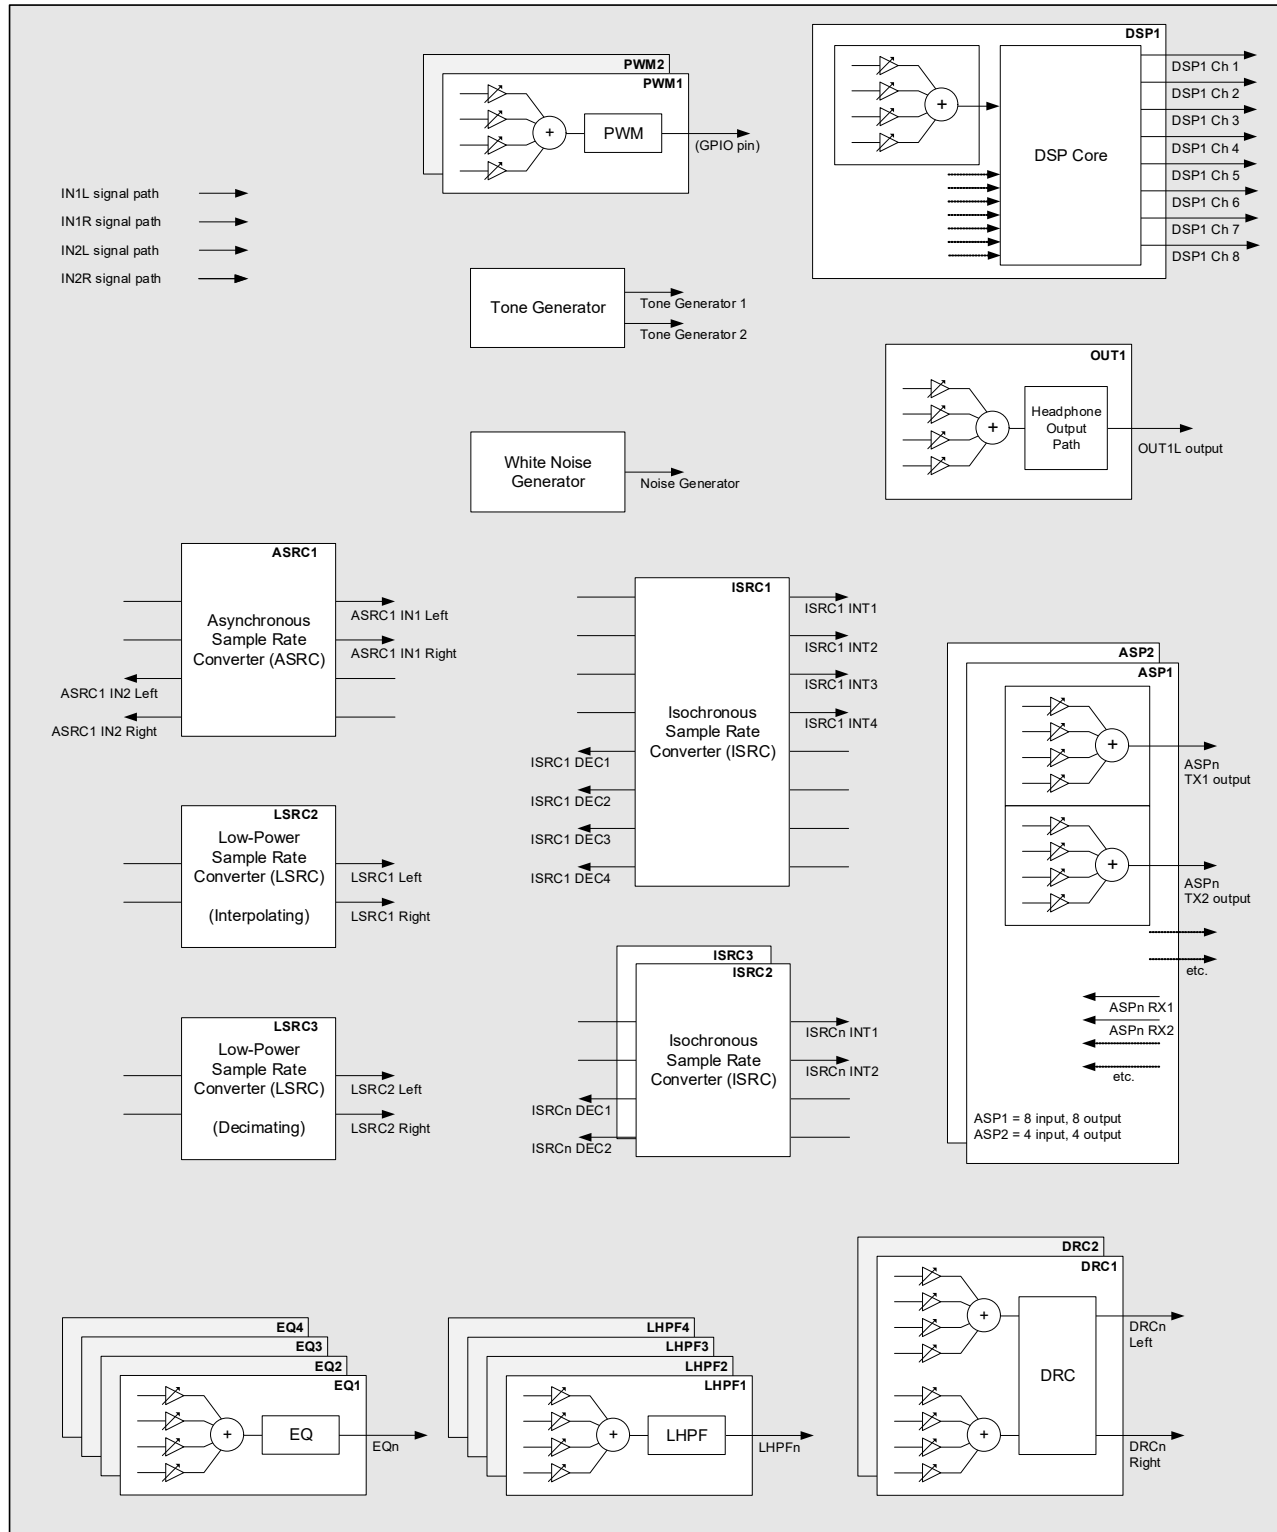 PWM2
PWM1
+
PWM
(GPIO pin)
DSP1
+
DSP Core
DSP1 Ch 1
DSP1 Ch 2
DSP1 Ch 3
DSP1 Ch 4
DSP1 Ch 5
DSP1 Ch 6
DSP1 Ch 7
DSP1 Ch 8
IN1L signal path
IN1R signal path
IN2L signal path
IN2R signal path
Tone Generator
Tone Generator 1
Tone Generator 2
OUT1
+
Headphone
Output
Path
OUT1L output
White Noise
Generator
Noise Generator
ASRC1
Asynchronous
Sample Rate
Converter (ASRC)
ASRC1 IN1 Left
ASRC1 IN1 Right
ASRC1 IN2 Left
ASRC1 IN2 Right
ISRC1
Isochronous
Sample Rate
Converter (ISRC)
ISRC1 INT1
ISRC1 INT2
ISRC1 INT3
ISRC1 INT4
ISRC1 DEC1
ISRC1 DEC2
ISRC1 DEC3
ISRC1 DEC4
ASP2
ASP1
+
ASPn
TX1 output
+
ASPn
TX2 output
etc.
ASPn RX1
ASPn RX2
etc.
ASP1 = 8 input, 8 output
ASP2 = 4 input, 4 output
LSRC2
Low-Power
Sample Rate
Converter (LSRC)
(Interpolating)
LSRC1 Left
LSRC1 Right
ISRC3
ISRC2
Isochronous
Sample Rate
Converter (ISRC)
ISRCn INT1
ISRCn INT2
ISRCn DEC1
ISRCn DEC2
LSRC3
Low-Power
Sample Rate
Converter (LSRC)
(Decimating)
LSRC2 Left
LSRC2 Right
EQ4
EQ3
EQ2
EQ1
+
EQ
EQn
LHPF4
LHPF3
LHPF2
LHPF1
+
LHPF
LHPFn
DRC2
DRC1
+
+
DRC
DRCn
Left
DRCn
Right